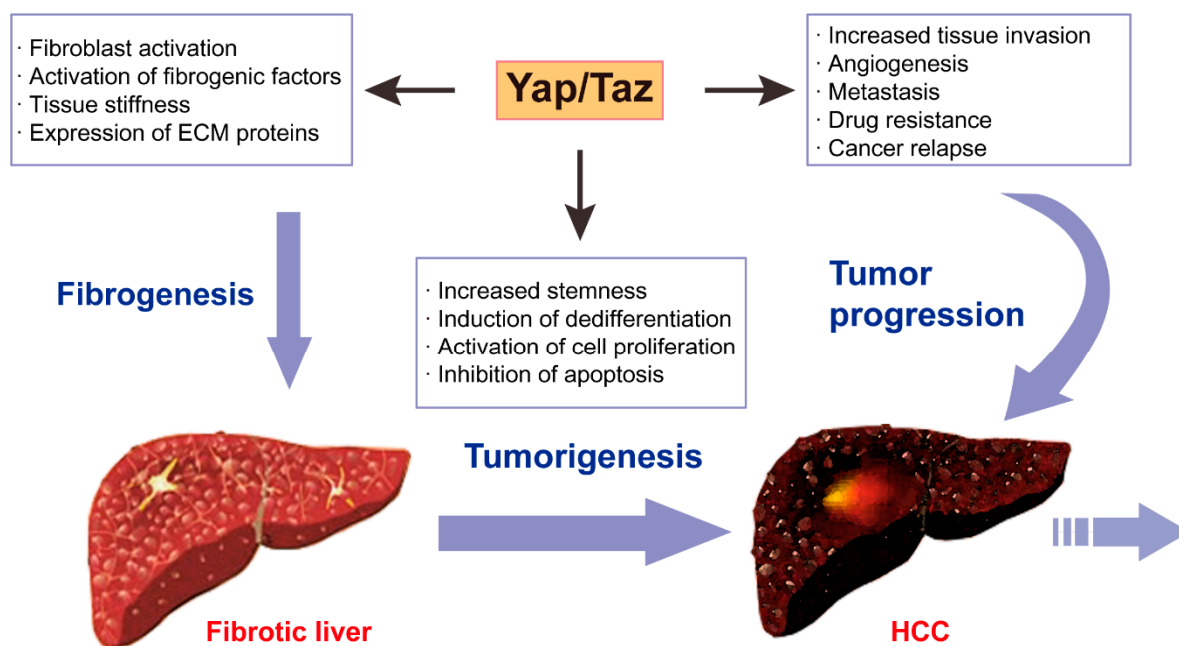 · Fibroblast activation
· Activation of fibrogenic factors
· Tissue stiffness
· Expression of ECM proteins
Yap/Taz
· Increased tissue invasion
· Angiogenesis
· Metastasis
· Drug resistance
· Cancer relapse
Fibrogenesis
· Increased stemness
· Induction of dedifferentiation
· Activation of cell proliferation
· Inhibition of apoptosis
Tumor
progression
Tumorigenesis
Fibrotic liver
HCC